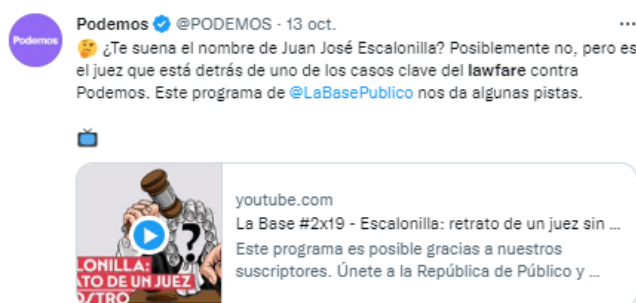 Podemos
Podemos @PODEMOS · 13 oct.
🤔 ¿Te suena el nombre de Juan José Escalonilla? Posiblemente no, pero es
el juez que está detrás de uno de los casos clave del lawfare contra
Podemos. Este programa de @LaBasePublico nos da algunas pistas.
📺
?
LONILLA:
ATO DE UN JUEZ
OSTRO
youtube.com
La Base #2x19 - Escalonilla: retrato de un juez sin ...
Este programa es posible gracias a nuestros
suscriptores. Únete a la República de Público y ...